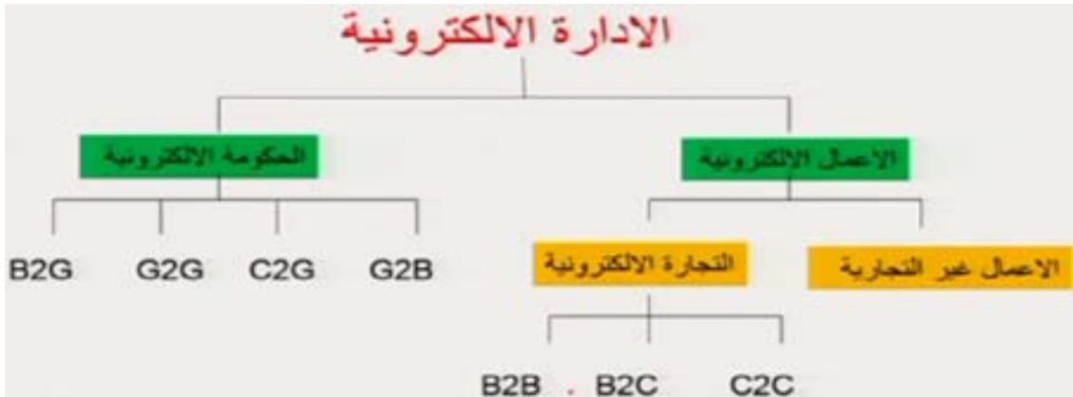 الادارة الالكترونية
الاعمال الالكترونية
الحكومة الالكترونية
الاعمال غير التجارية
التجارة الالكترونية
B2G G2G C2G G2B
B2B . B2C C2C